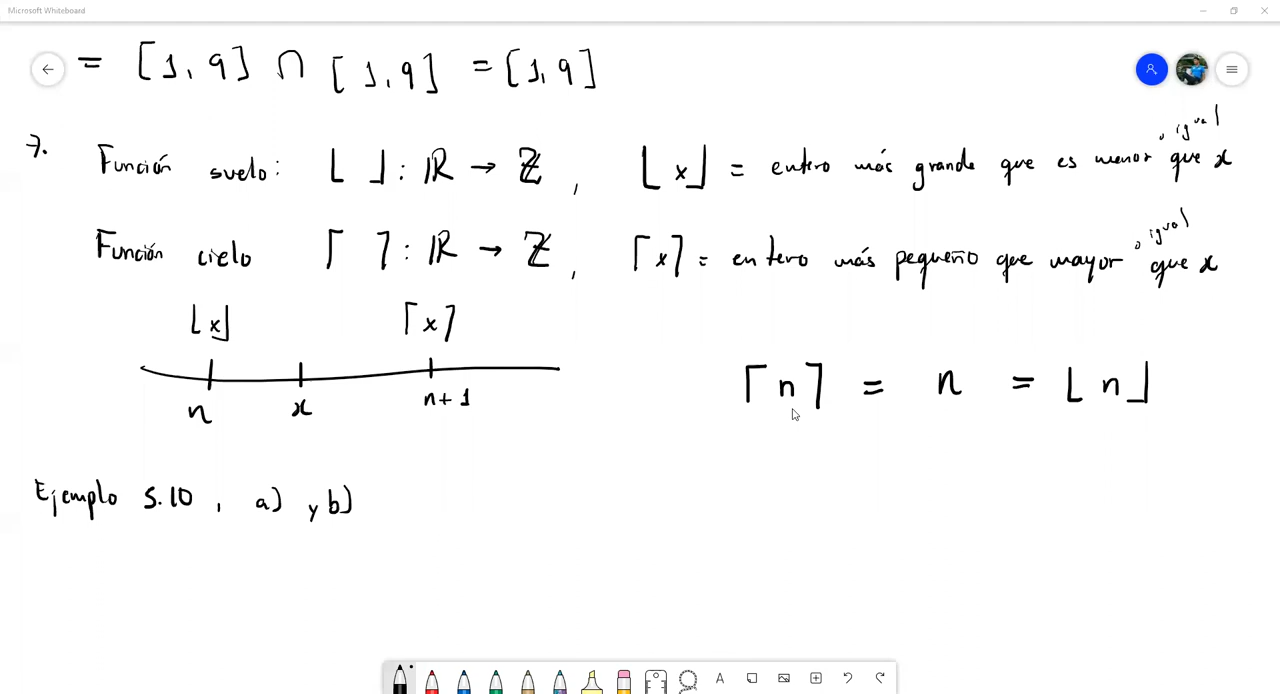 Microsoft Whiteboard
= [1, 9] ∩ [1, 9] = [1, 9]
7. Función suelo: ⌊ ⌋ : ℝ → ℤ, ⌊x⌋ = entero más grande que es menor o igual que x
Función cielo ⌈ ⌉ : ℝ → ℤ, ⌈x⌉ = entero más pequeño que mayor o igual que x
⌊x⌋ ⌈x⌉
n x n+1
⌈n⌉ = n = ⌊n⌋
Ejemplo 5.10, a) y b)
A